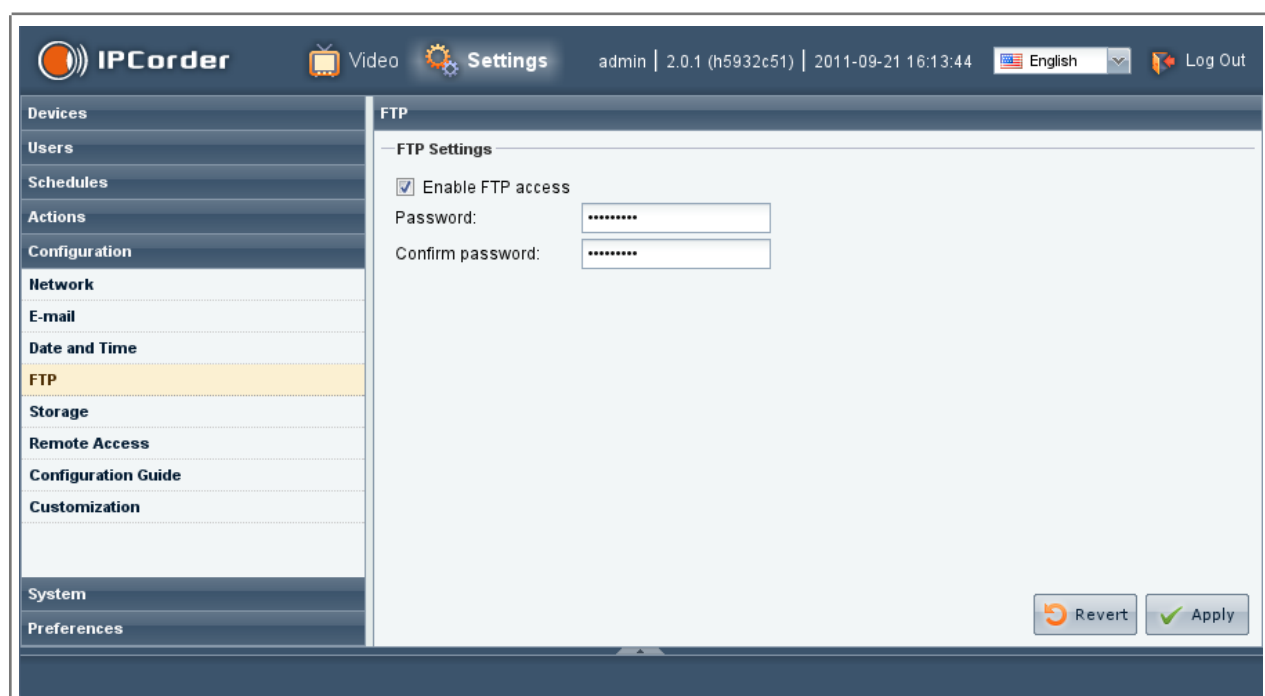 IPCorder Video Settings admin | 2.0.1 (h5932c51) | 2011-09-21 16:13:44 English Log Out
Devices
Users
Schedules
Actions
Configuration
Network
E-mail
Date and Time
FTP
Storage
Remote Access
Configuration Guide
Customization
System
Preferences
FTP
FTP Settings
Enable FTP access
Password: •••••••••
Confirm password: •••••••••
Revert Apply